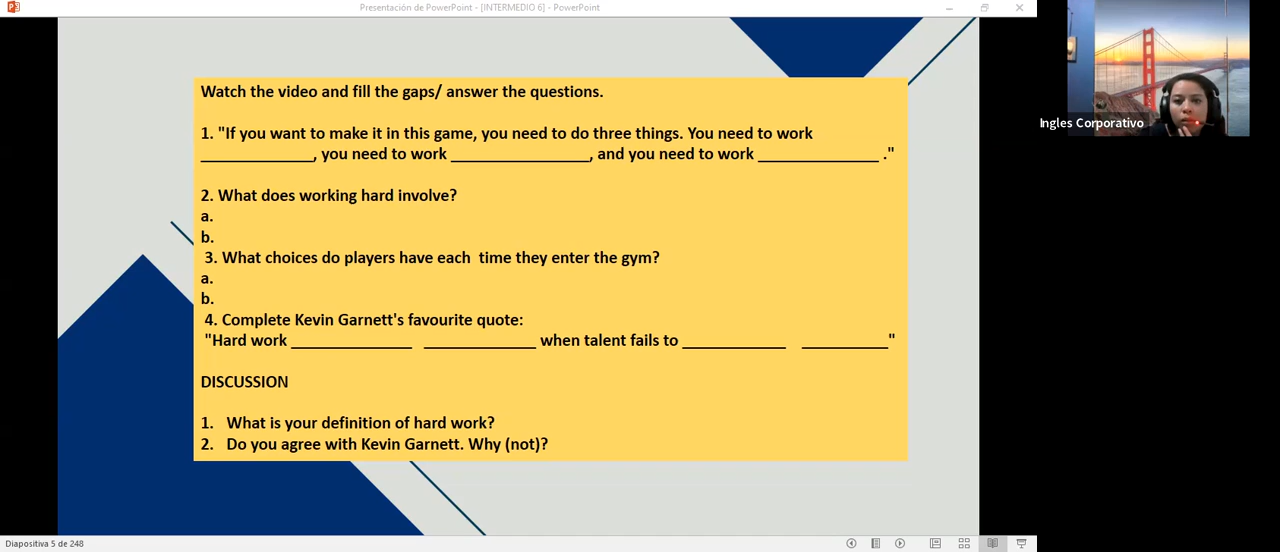 Presentación de PowerPoint - [INTERMEDIO 6] - PowerPoint
Watch the video and fill the gaps/ answer the questions.
1. "If you want to make it in this game, you need to do three things. You need to work
_____________, you need to work ________________, and you need to work ______________ ."
2. What does working hard involve?
a.
b.
3. What choices do players have each  time they enter the gym?
a.
b.
4. Complete Kevin Garnett's favourite quote:
"Hard work ______________  _____________ when talent fails to ____________  __________"
DISCUSSION
1. What is your definition of hard work?
2. Do you agree with Kevin Garnett. Why (not)?
Ingles Corporativo
Diapositiva 5 de 248